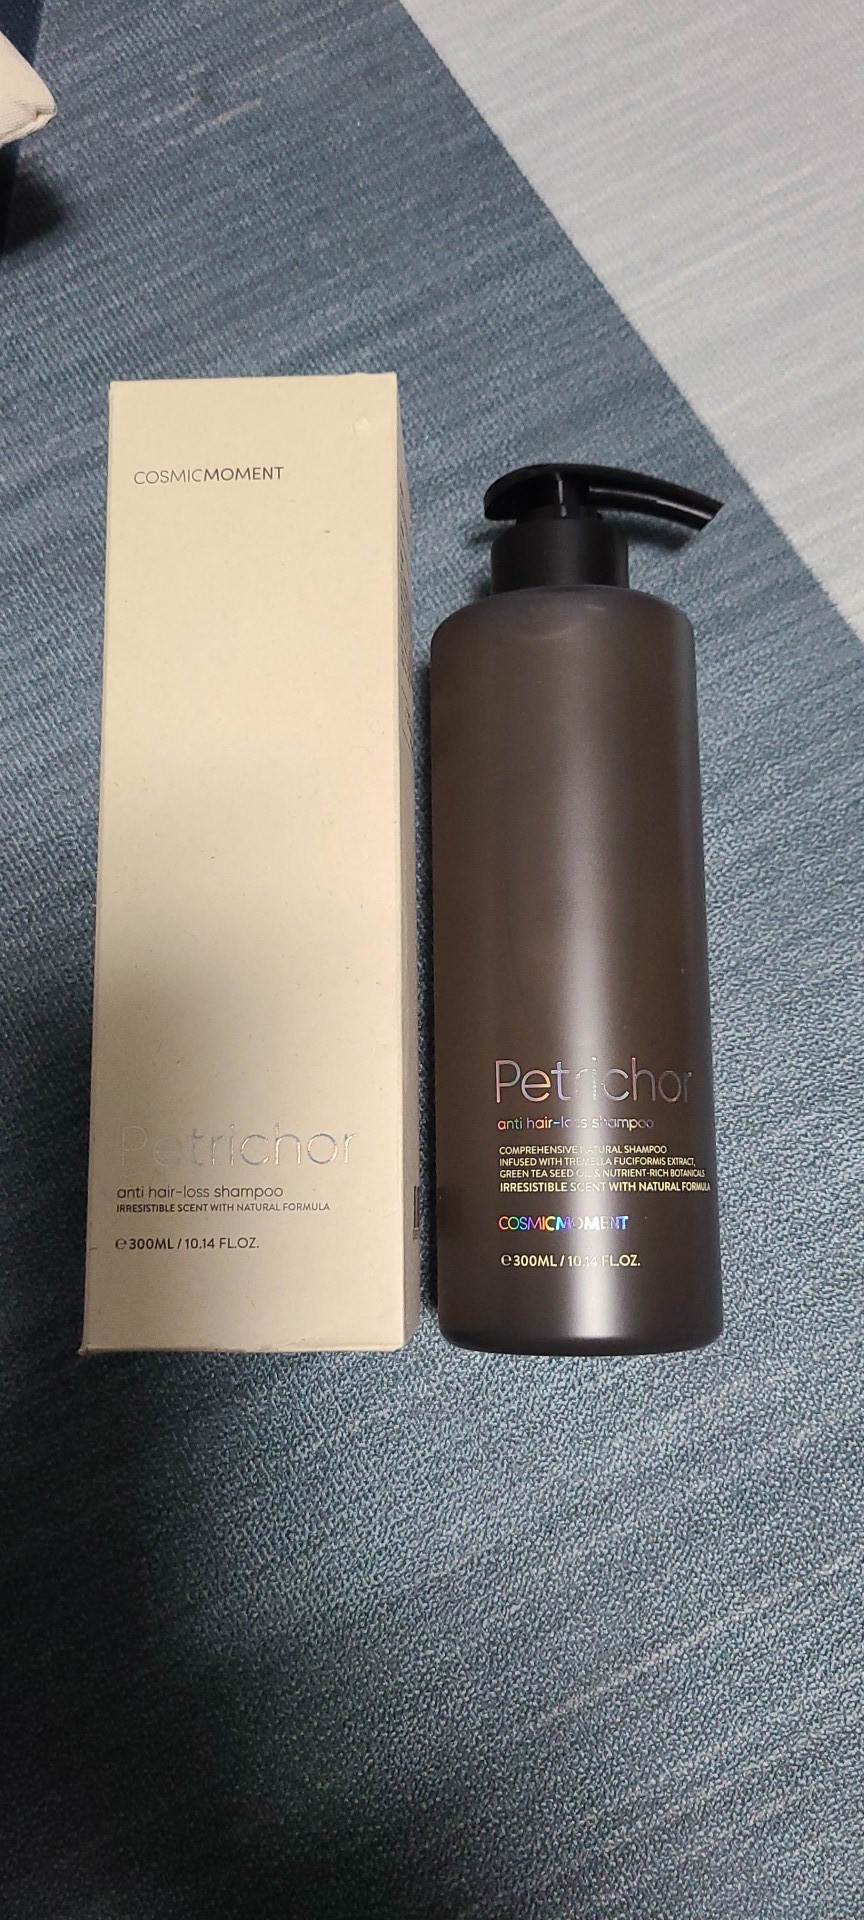 COSMICMOMENT
Petrichor
anti hair-loss shampoo
IRRESISTIBLE SCENT WITH NATURAL FORMULA
℮300ML / 10.14 FL.OZ.
Petrichor
anti hair-loss shampoo
COMPREHENSIVE NATURAL SHAMPOO
INFUSED WITH TREMELLA FUCIFORMIS EXTRACT,
GREEN TEA SEED OIL & NUTRIENT-RICH BOTANICALS
IRRESISTIBLE SCENT WITH NATURAL FORMULA
COSMICMOMENT
℮300ML / 10.14 FL.OZ.